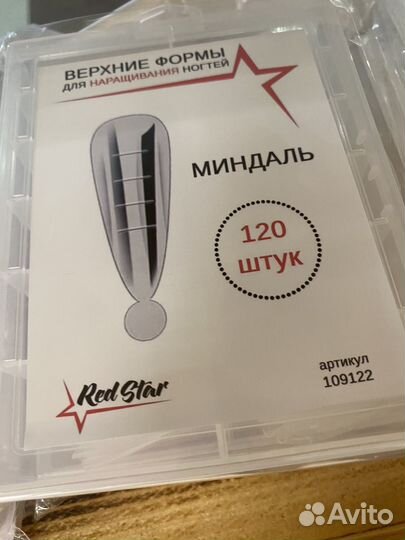 ВЕРХНИЕ ФОРМЫ
ДЛЯ НАРАЩИВАНИЯ НОГТЕЙ
МИНДАЛЬ
120
ШТУК
Red Star
артикул
109122
Avito